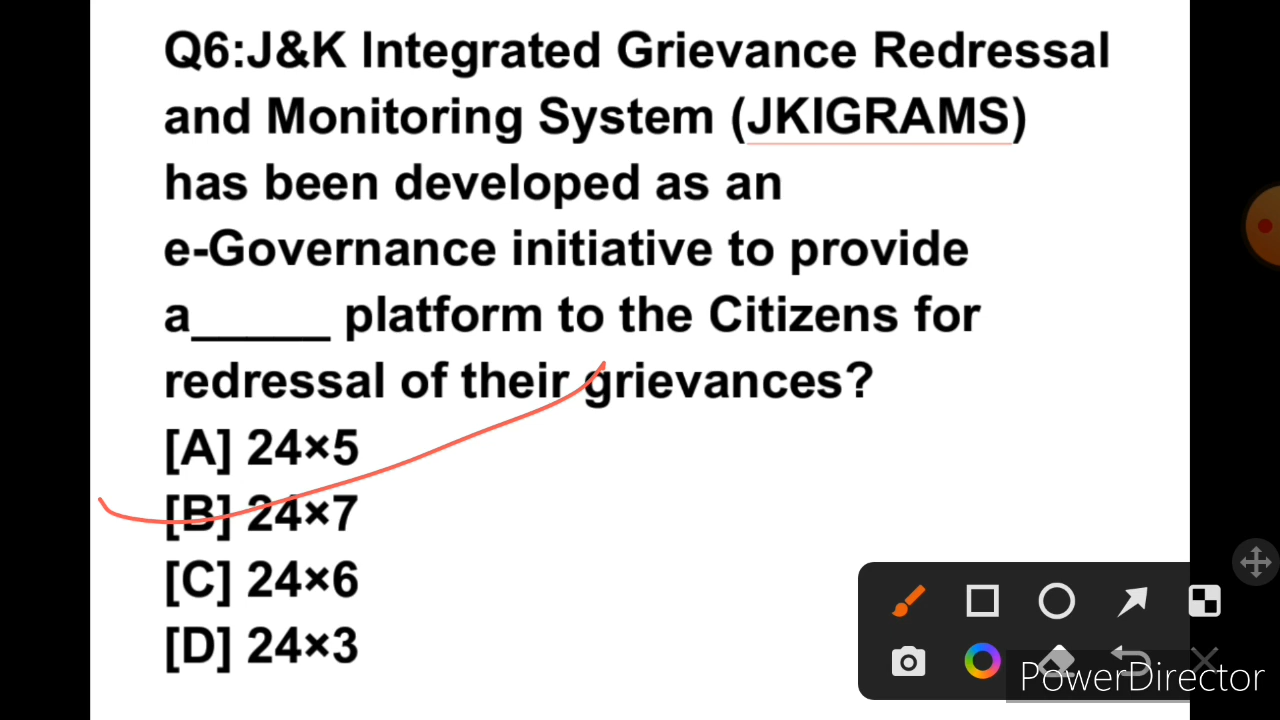 Q6:J&K Integrated Grievance Redressal
and Monitoring System (JKIGRAMS)
has been developed as an
e-Governance initiative to provide
a_____ platform to the Citizens for
redressal of their grievances?
[A] 24×5
[B] 24×7
[C] 24×6
[D] 24×3
PowerDirector